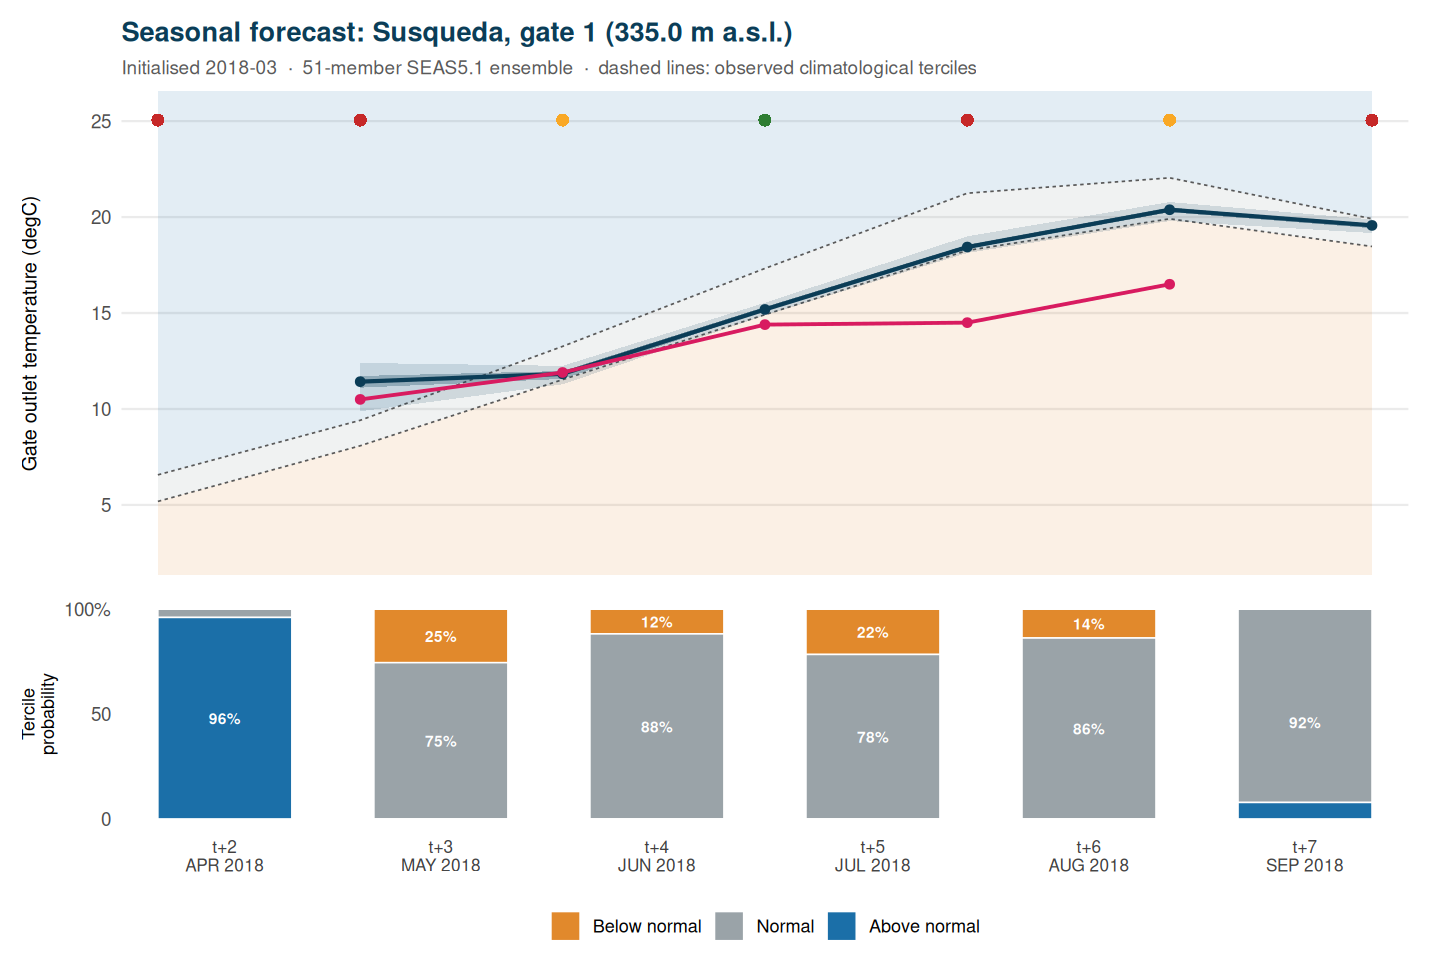 Seasonal forecast: Susqueda, gate 1 (335.0 m a.s.l.)
Initialised 2018-03 · 51-member SEAS5.1 ensemble · dashed lines: observed climatological terciles
Gate outlet temperature (degC)
25
20
15
10
5
Tercile
probability
100%
50
0
96%
25%
75%
12%
88%
22%
78%
14%
86%
92%
t+2
APR 2018
t+3
MAY 2018
t+4
JUN 2018
t+5
JUL 2018
t+6
AUG 2018
t+7
SEP 2018
Below normal
Normal
Above normal